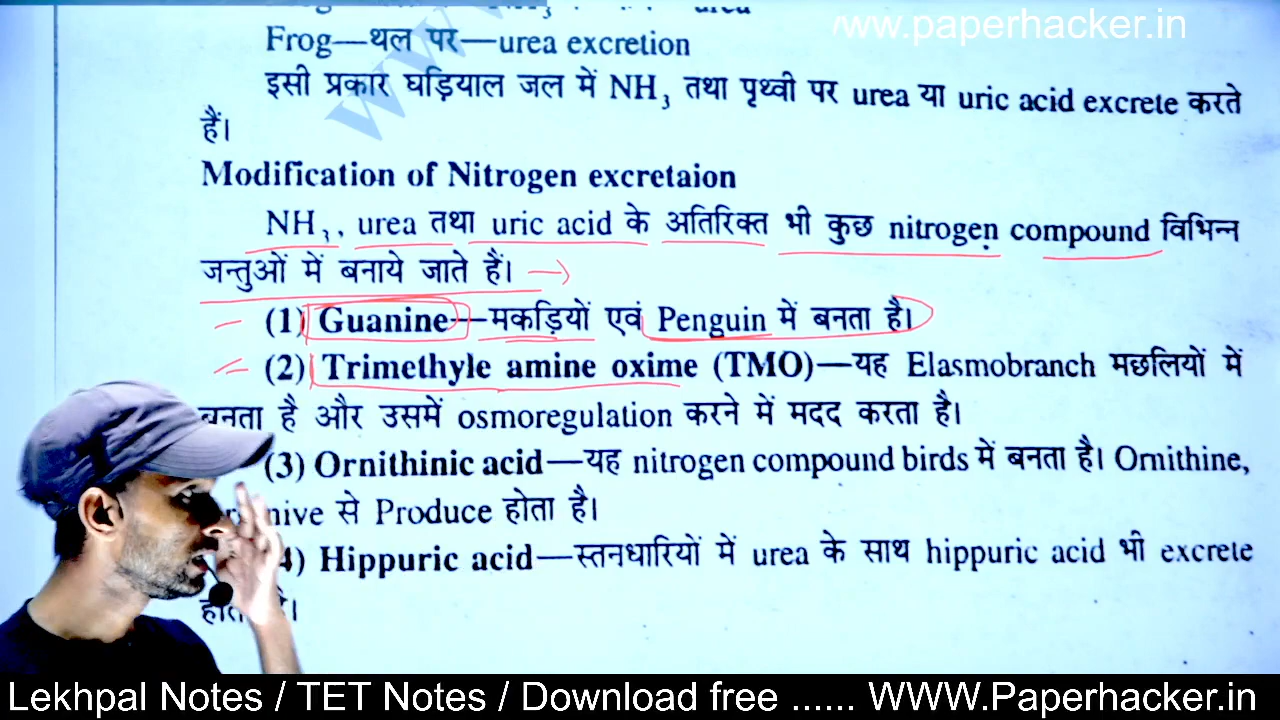 www.paperhacker.in
urea
Frog—थल पर—urea excretion
इसी प्रकार घड़ियाल जल में NH3 तथा पृथ्वी पर urea या uric acid excrete करते
हैं।
Modification of Nitrogen excretaion
NH3, urea तथा uric acid के अतिरिक्त भी कुछ nitrogen compound विभिन्न
जन्तुओं में बनाये जाते हैं।
(1) Guanine—मकड़ियों एवं Penguin में बनता है।
(2) Trimethyle amine oxime (TMO)—यह Elasmobranch मछलियों में
बनता है और उसमें osmoregulation करने में मदद करता है।
(3) Ornithinic acid—यह nitrogen compound birds में बनता है। Ornithine,
से Produce होता है।
4) Hippuric acid—स्तनधारियों में urea के साथ hippuric acid भी excrete
Lekhpal Notes / TET Notes / Download free ...... WWW.Paperhacker.in